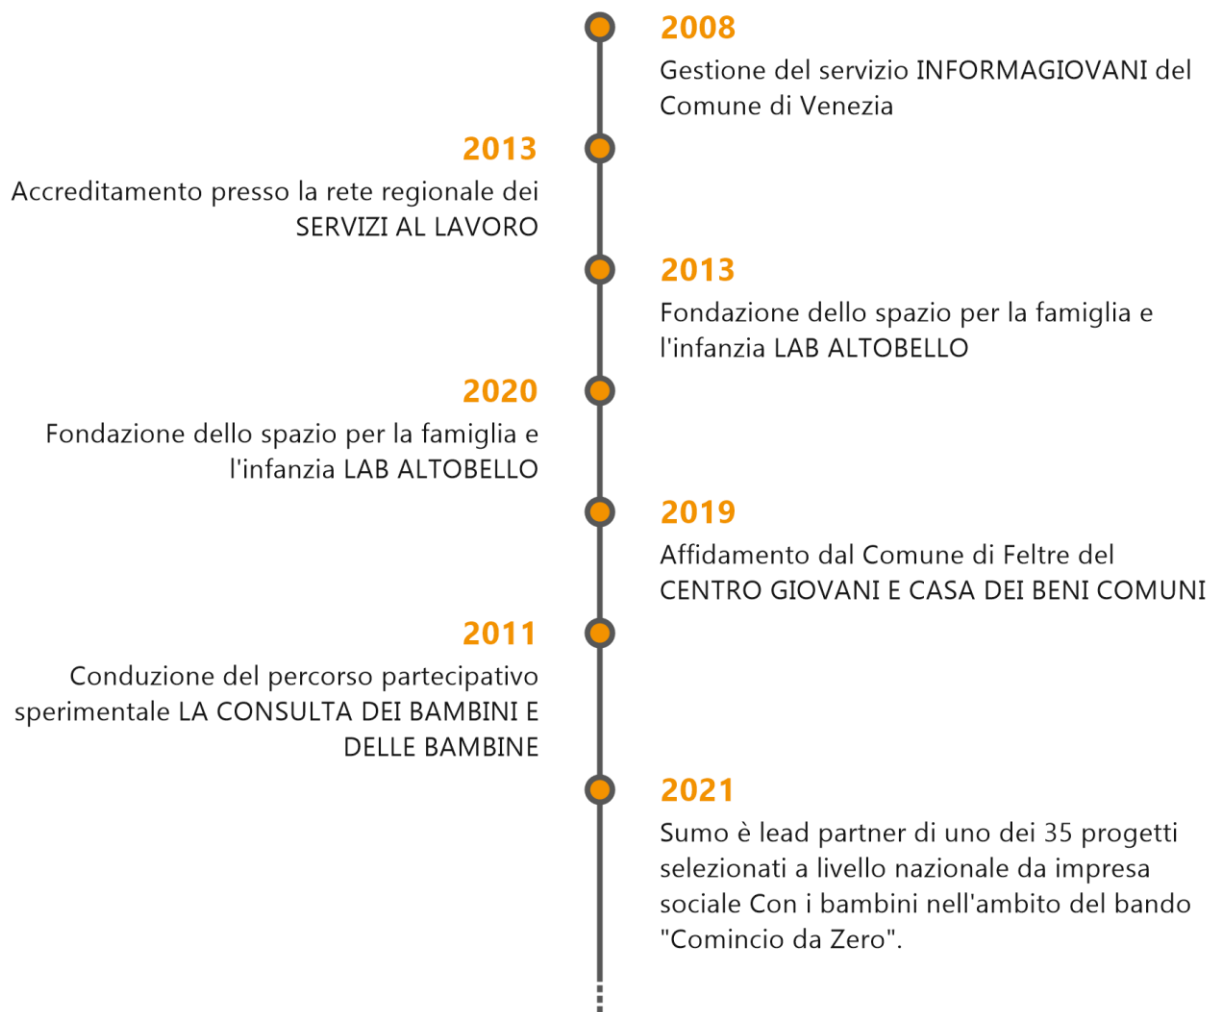 2008
Gestione del servizio INFORMAGIOVANI del
Comune di Venezia
2013
Accreditamento presso la rete regionale dei
SERVIZI AL LAVORO
2013
Fondazione dello spazio per la famiglia e
l'infanzia LAB ALTOBELLO
2020
Fondazione dello spazio per la famiglia e
l'infanzia LAB ALTOBELLO
2019
Affidamento dal Comune di Feltre del
CENTRO GIOVANI E CASA DEI BENI COMUNI
2011
Conduzione del percorso partecipativo
sperimentale LA CONSULTA DEI BAMBINI E
DELLE BAMBINE
2021
Sumo è lead partner di uno dei 35 progetti
selezionati a livello nazionale da impresa
sociale Con i bambini nell'ambito del bando
"Comincio da Zero".